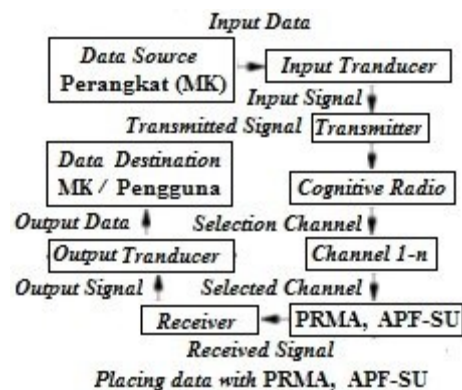 Input Data
Data Source
Perangkat (MK)
Input Tranducer
Input Signal
Transmitted Signal
Transmitter
Data Destination
MK / Pengguna
Cognitive Radio
Output Data
Selection Channel
Output Tranducer
Channel 1-n
Output Signal
Selected Channel
Receiver
PRMA, APF-SU
Received Signal
Placing data with PRMA, APF-SU